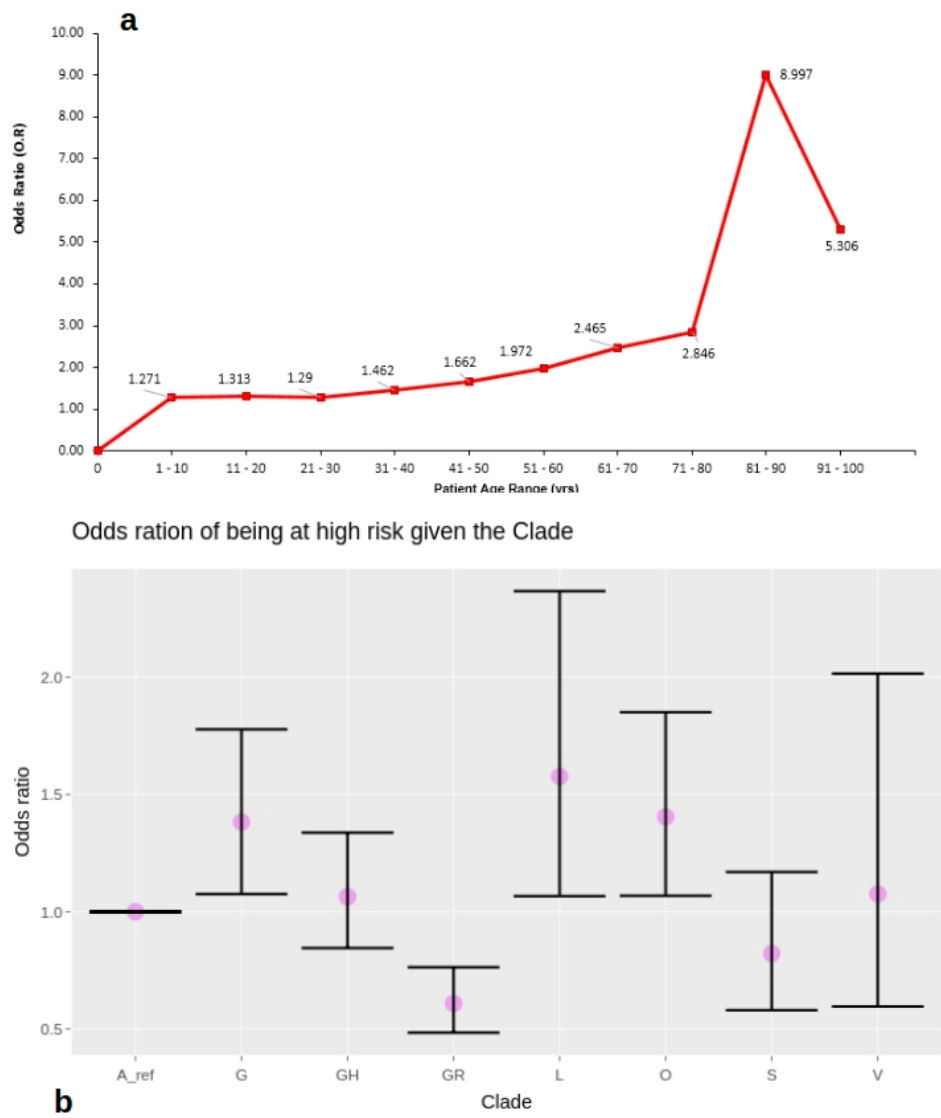 a
10.00
9.00
8.00
7.00
6.00
5.00
4.00
3.00
2.00
1.00
0.00
Odds Ratio (O.R)
1.271
1.313
1.29
1.462
1.662
1.972
2.465
2.846
8.997
5.306
0 1 - 10 11 - 20 21 - 30 31 - 40 41 - 50 51 - 60 61 - 70 71 - 80 81 - 90 91 - 100
Patient Age Range (yrs)
Odds ration of being at high risk given the Clade
2.0
1.5
1.0
0.5
Odds ratio
A_ref G GH GR L O S V
Clade
b